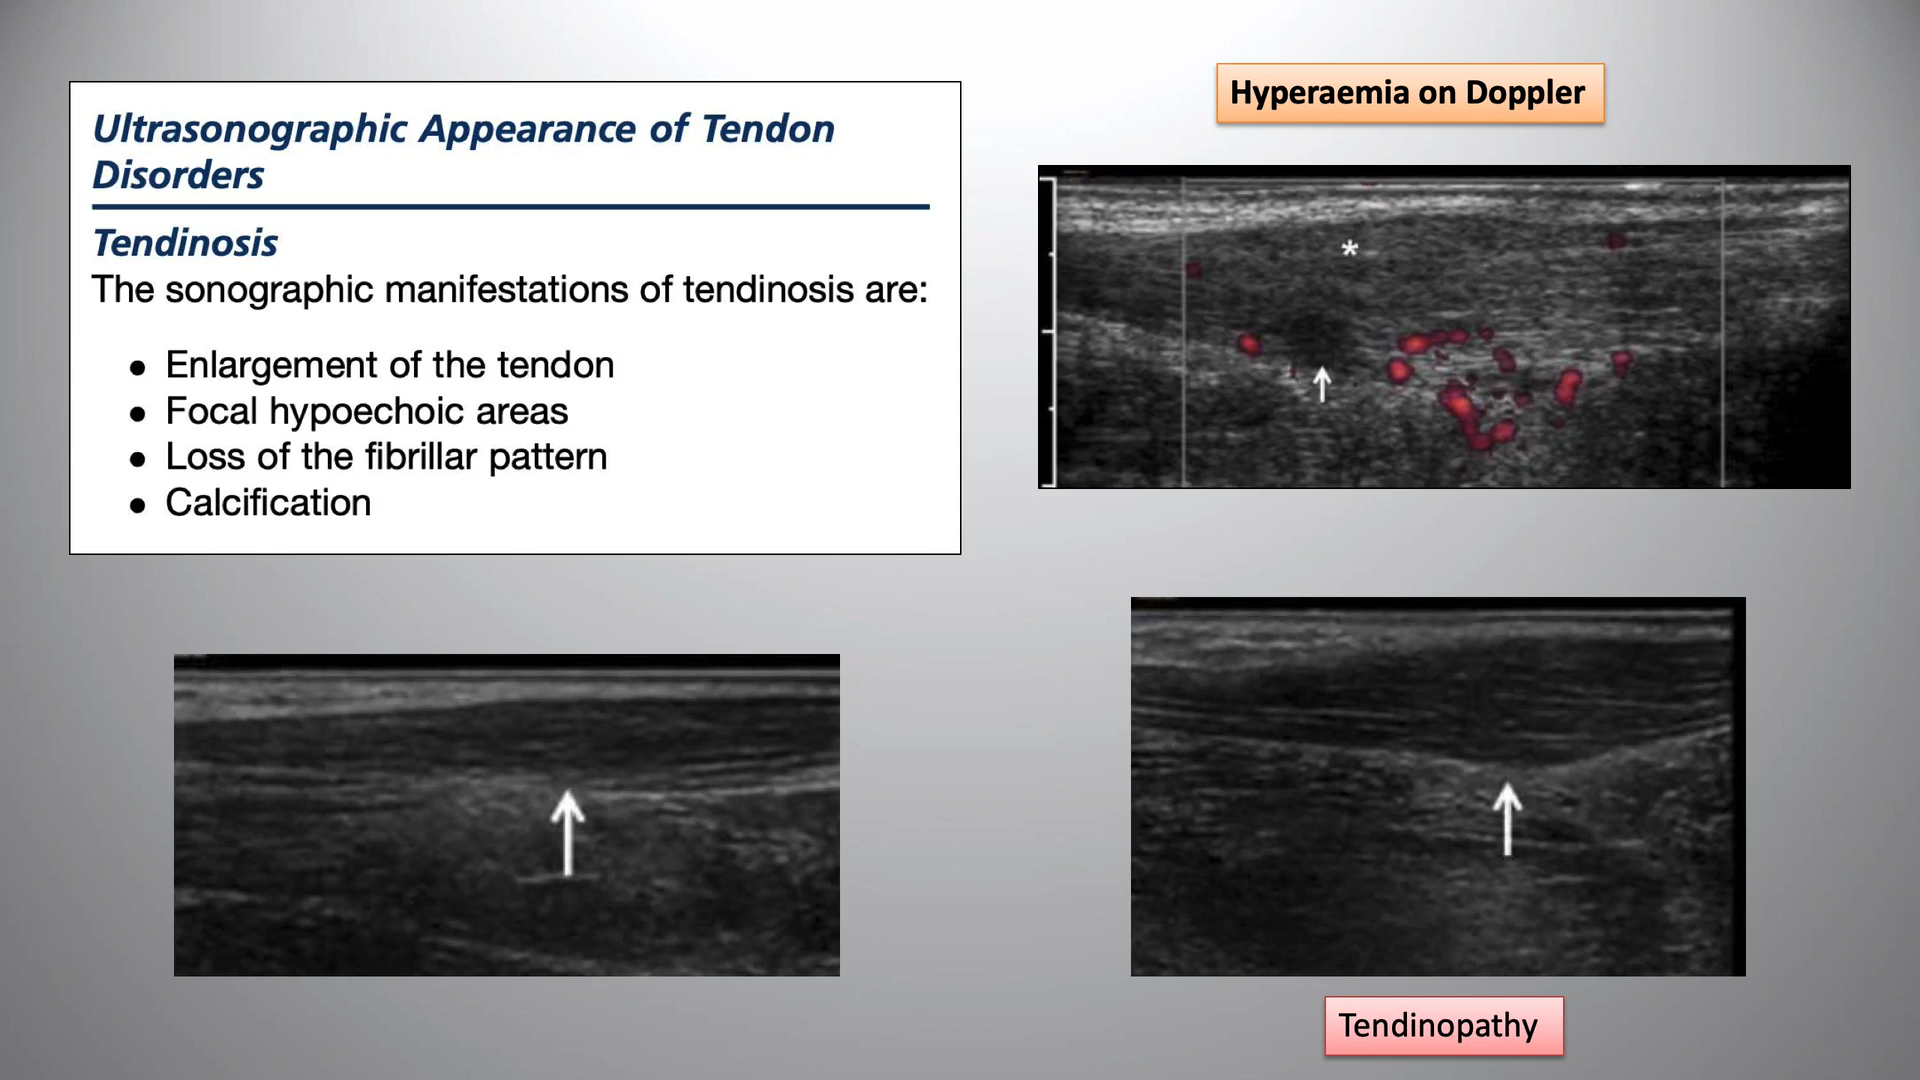 Ultrasonographic Appearance of Tendon
Disorders
Tendinosis
The sonographic manifestations of tendinosis are:
● Enlargement of the tendon
● Focal hypoechoic areas
● Loss of the fibrillar pattern
● Calcification
Hyperaemia on Doppler
*
Tendinopathy